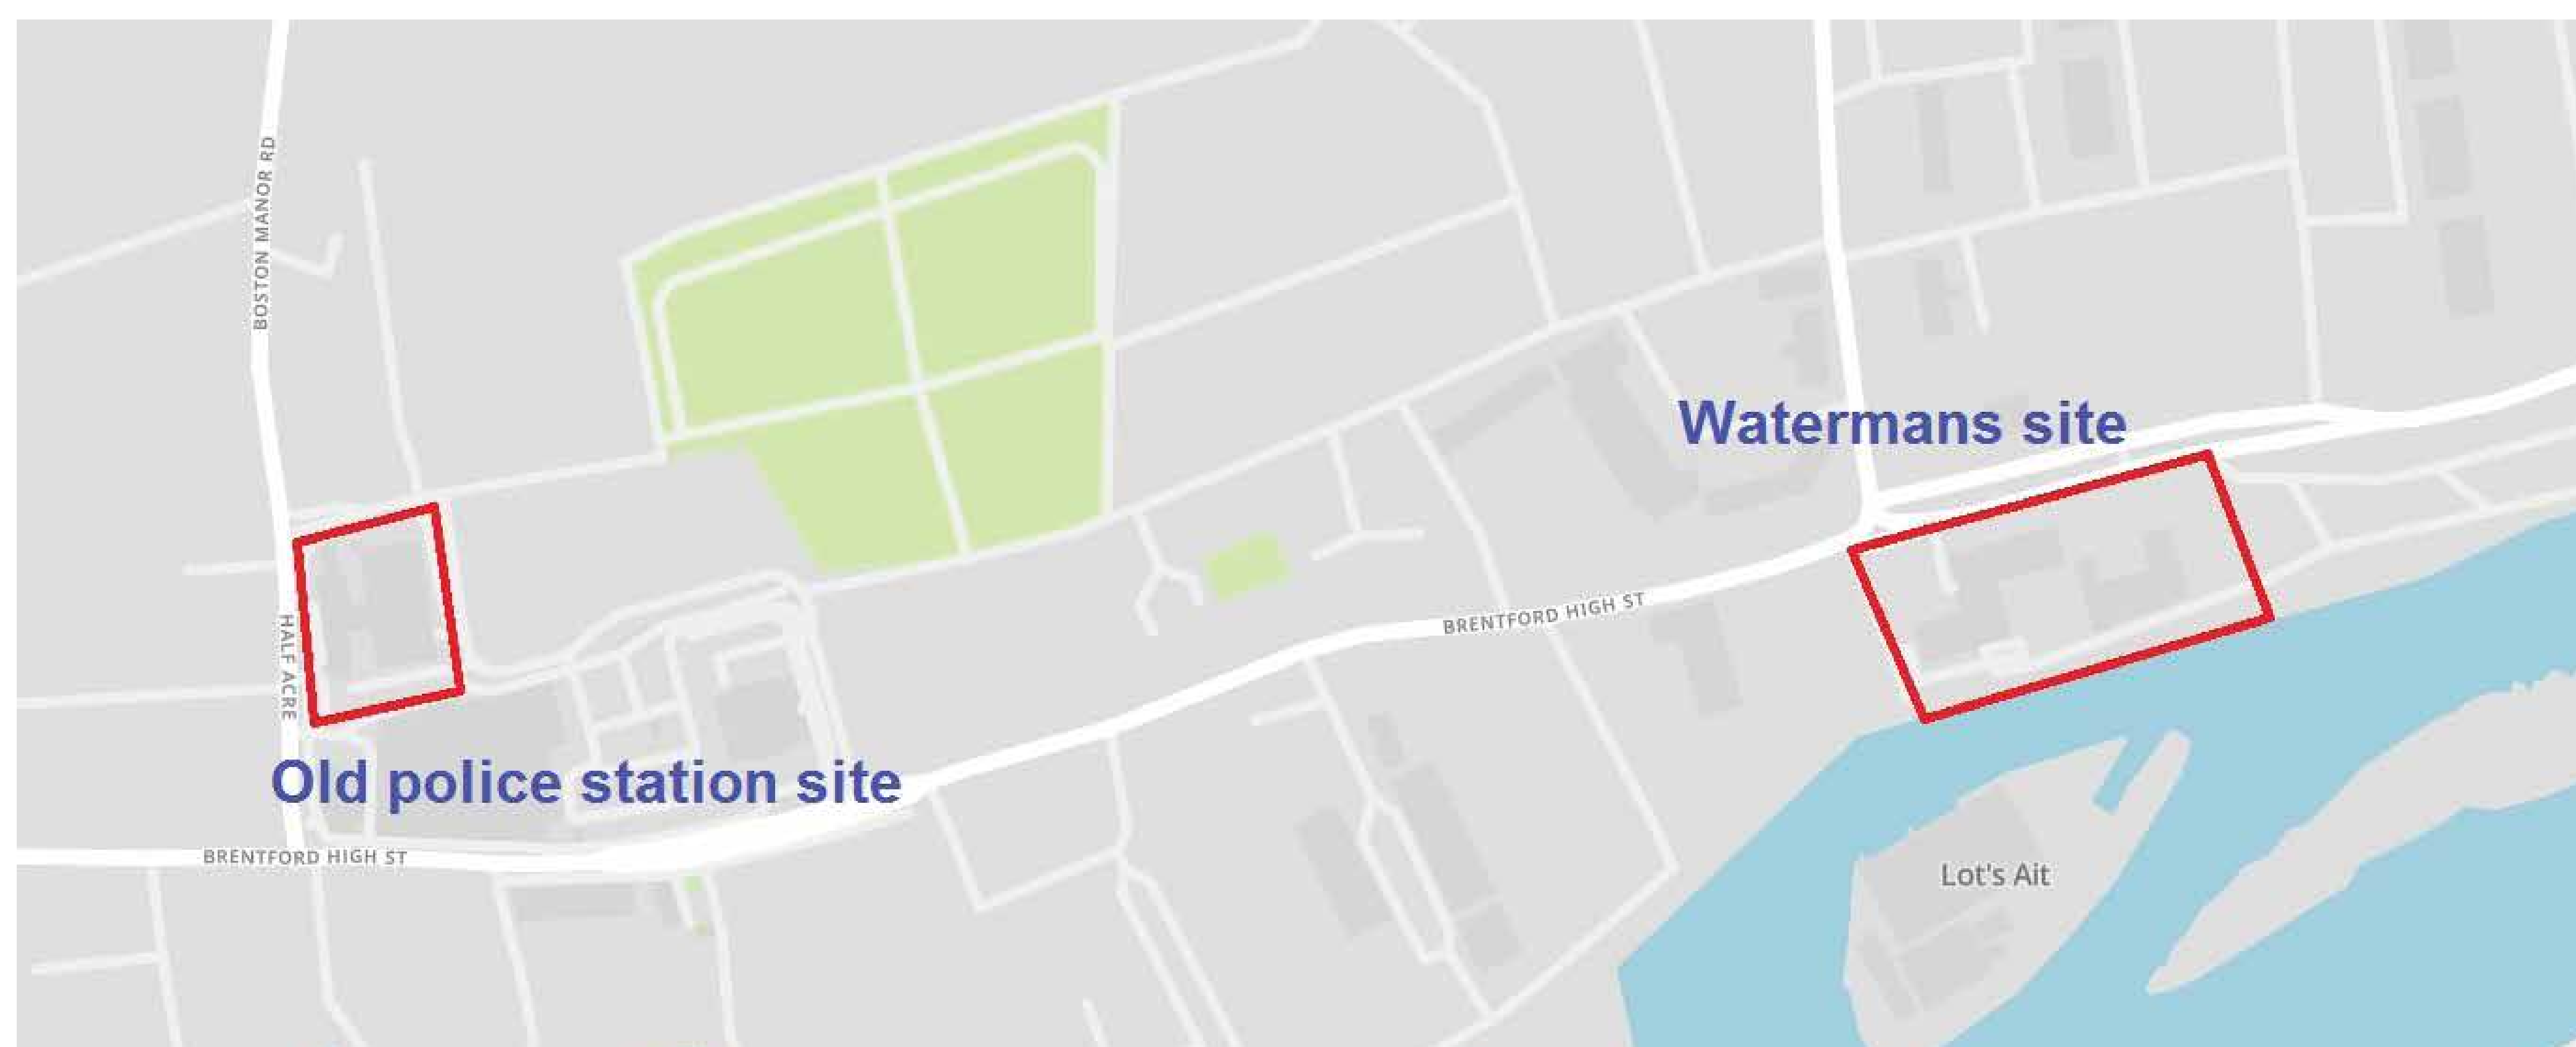 BOSTON MANOR RD
Watermans site
BRENTFORD HIGH ST
HALF ACRE
Old police station site
BRENTFORD HIGH ST
Lot's Ait